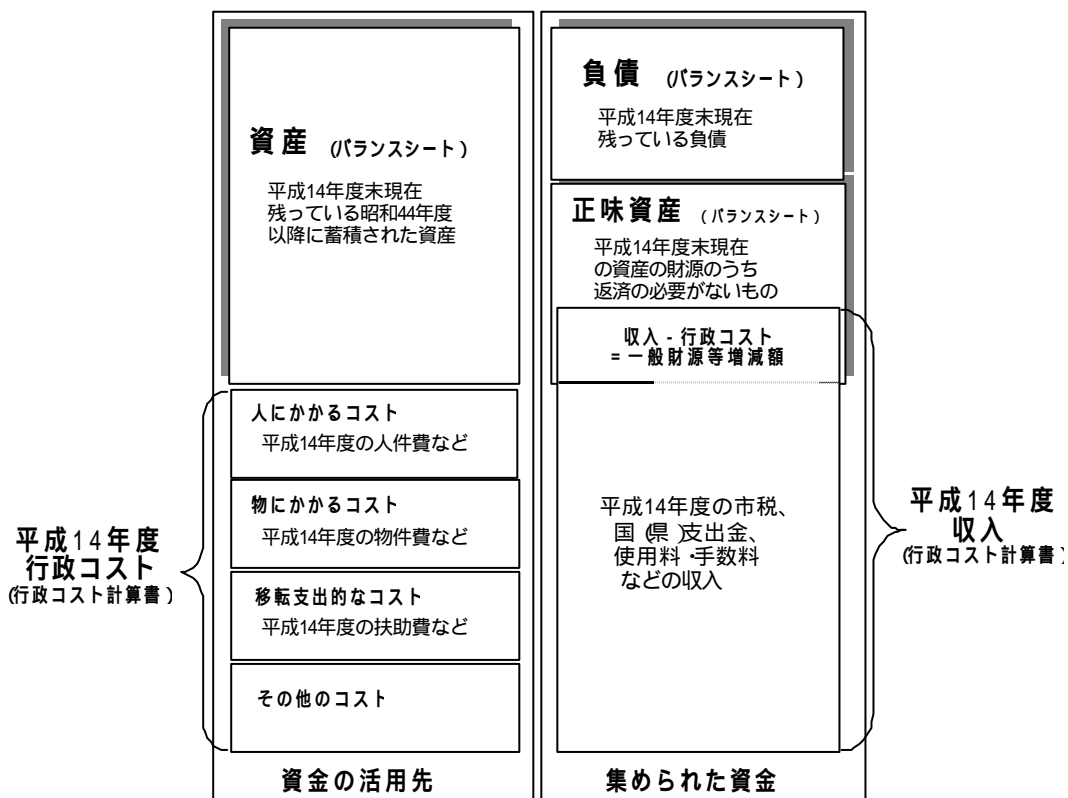 資産 (バランスシート)
平成14年度末現在
残っている昭和44年度
以降に蓄積された資産
人にかかるコスト
平成14年度の人件費など
物にかかるコスト
平成14年度の物件費など
移転支出的なコスト
平成14年度の扶助費など
その他のコスト
平成14年度
行政コスト
(行政コスト計算書)
資金の活用先
負債 (バランスシート)
平成14年度末現在
残っている負債
正味資産 (バランスシート)
平成14年度末現在
の資産の財源のうち
返済の必要がないもの
収入 - 行政コスト
= 一般財源等増減額
平成14年度の市税、
国(県)支出金、
使用料・手数料
などの収入
平成14年度
収入
(行政コスト計算書)
集められた資金